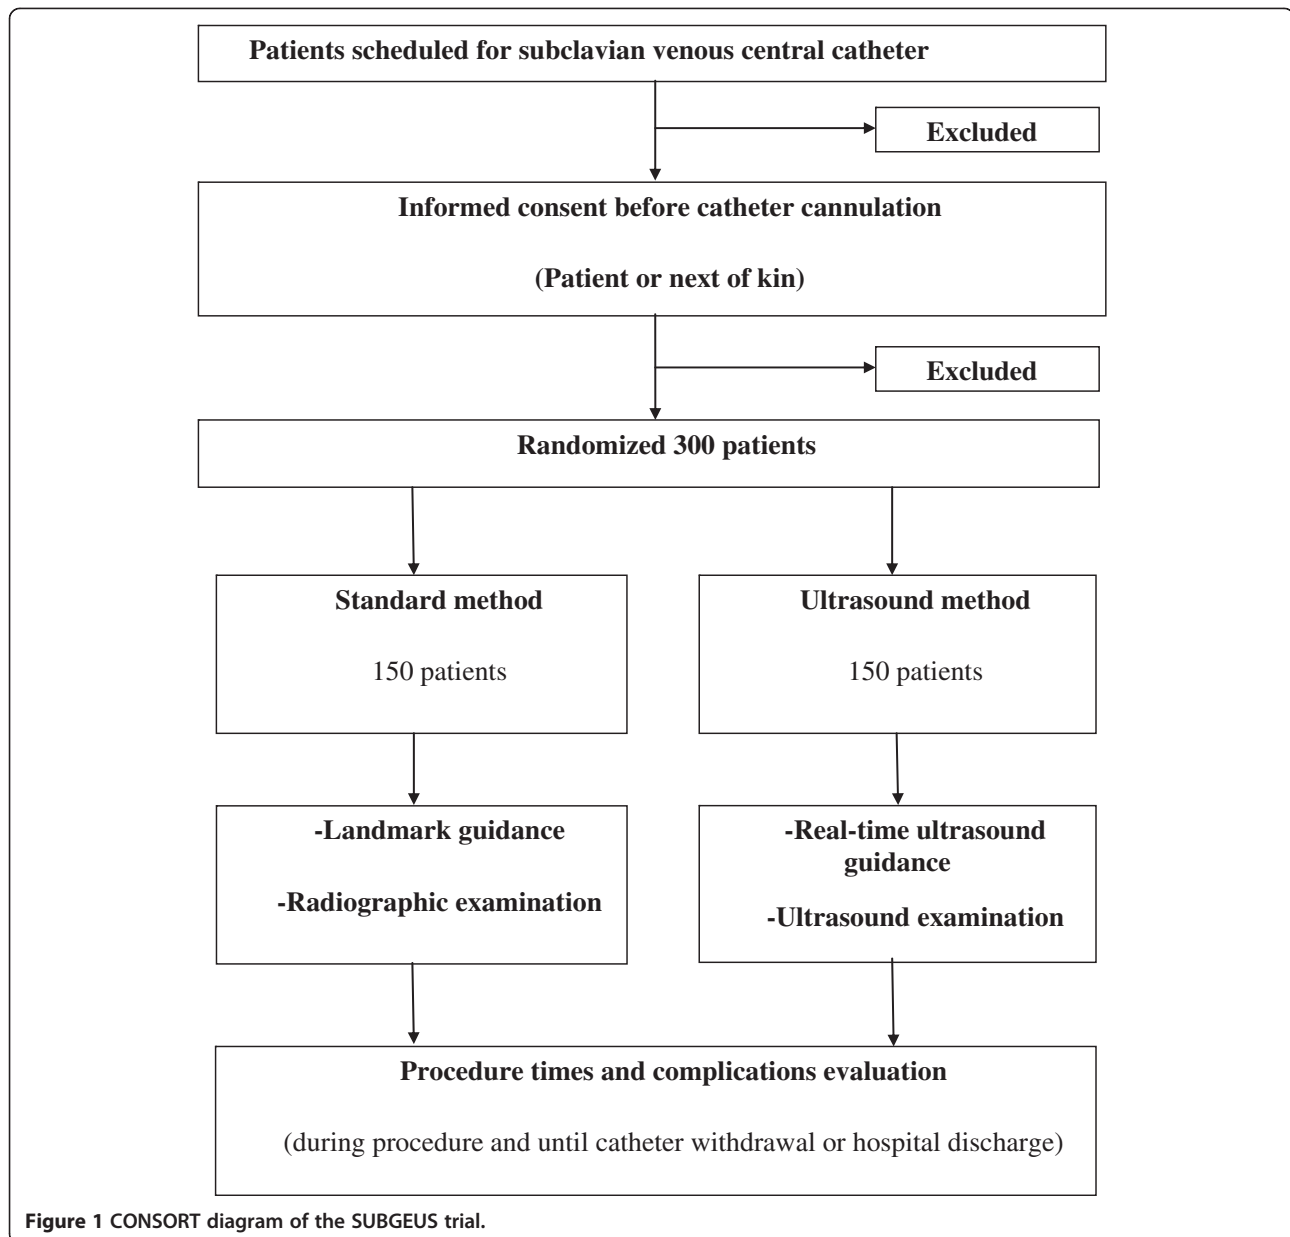 Patients scheduled for subclavian venous central catheter
Excluded
Informed consent before catheter cannulation
(Patient or next of kin)
Excluded
Randomized 300 patients
Standard method
150 patients
Ultrasound method
150 patients
-Landmark guidance
-Radiographic examination
-Real-time ultrasound
guidance
-Ultrasound examination
Procedure times and complications evaluation
(during procedure and until catheter withdrawal or hospital discharge)
Figure 1 CONSORT diagram of the SUBGEUS trial.